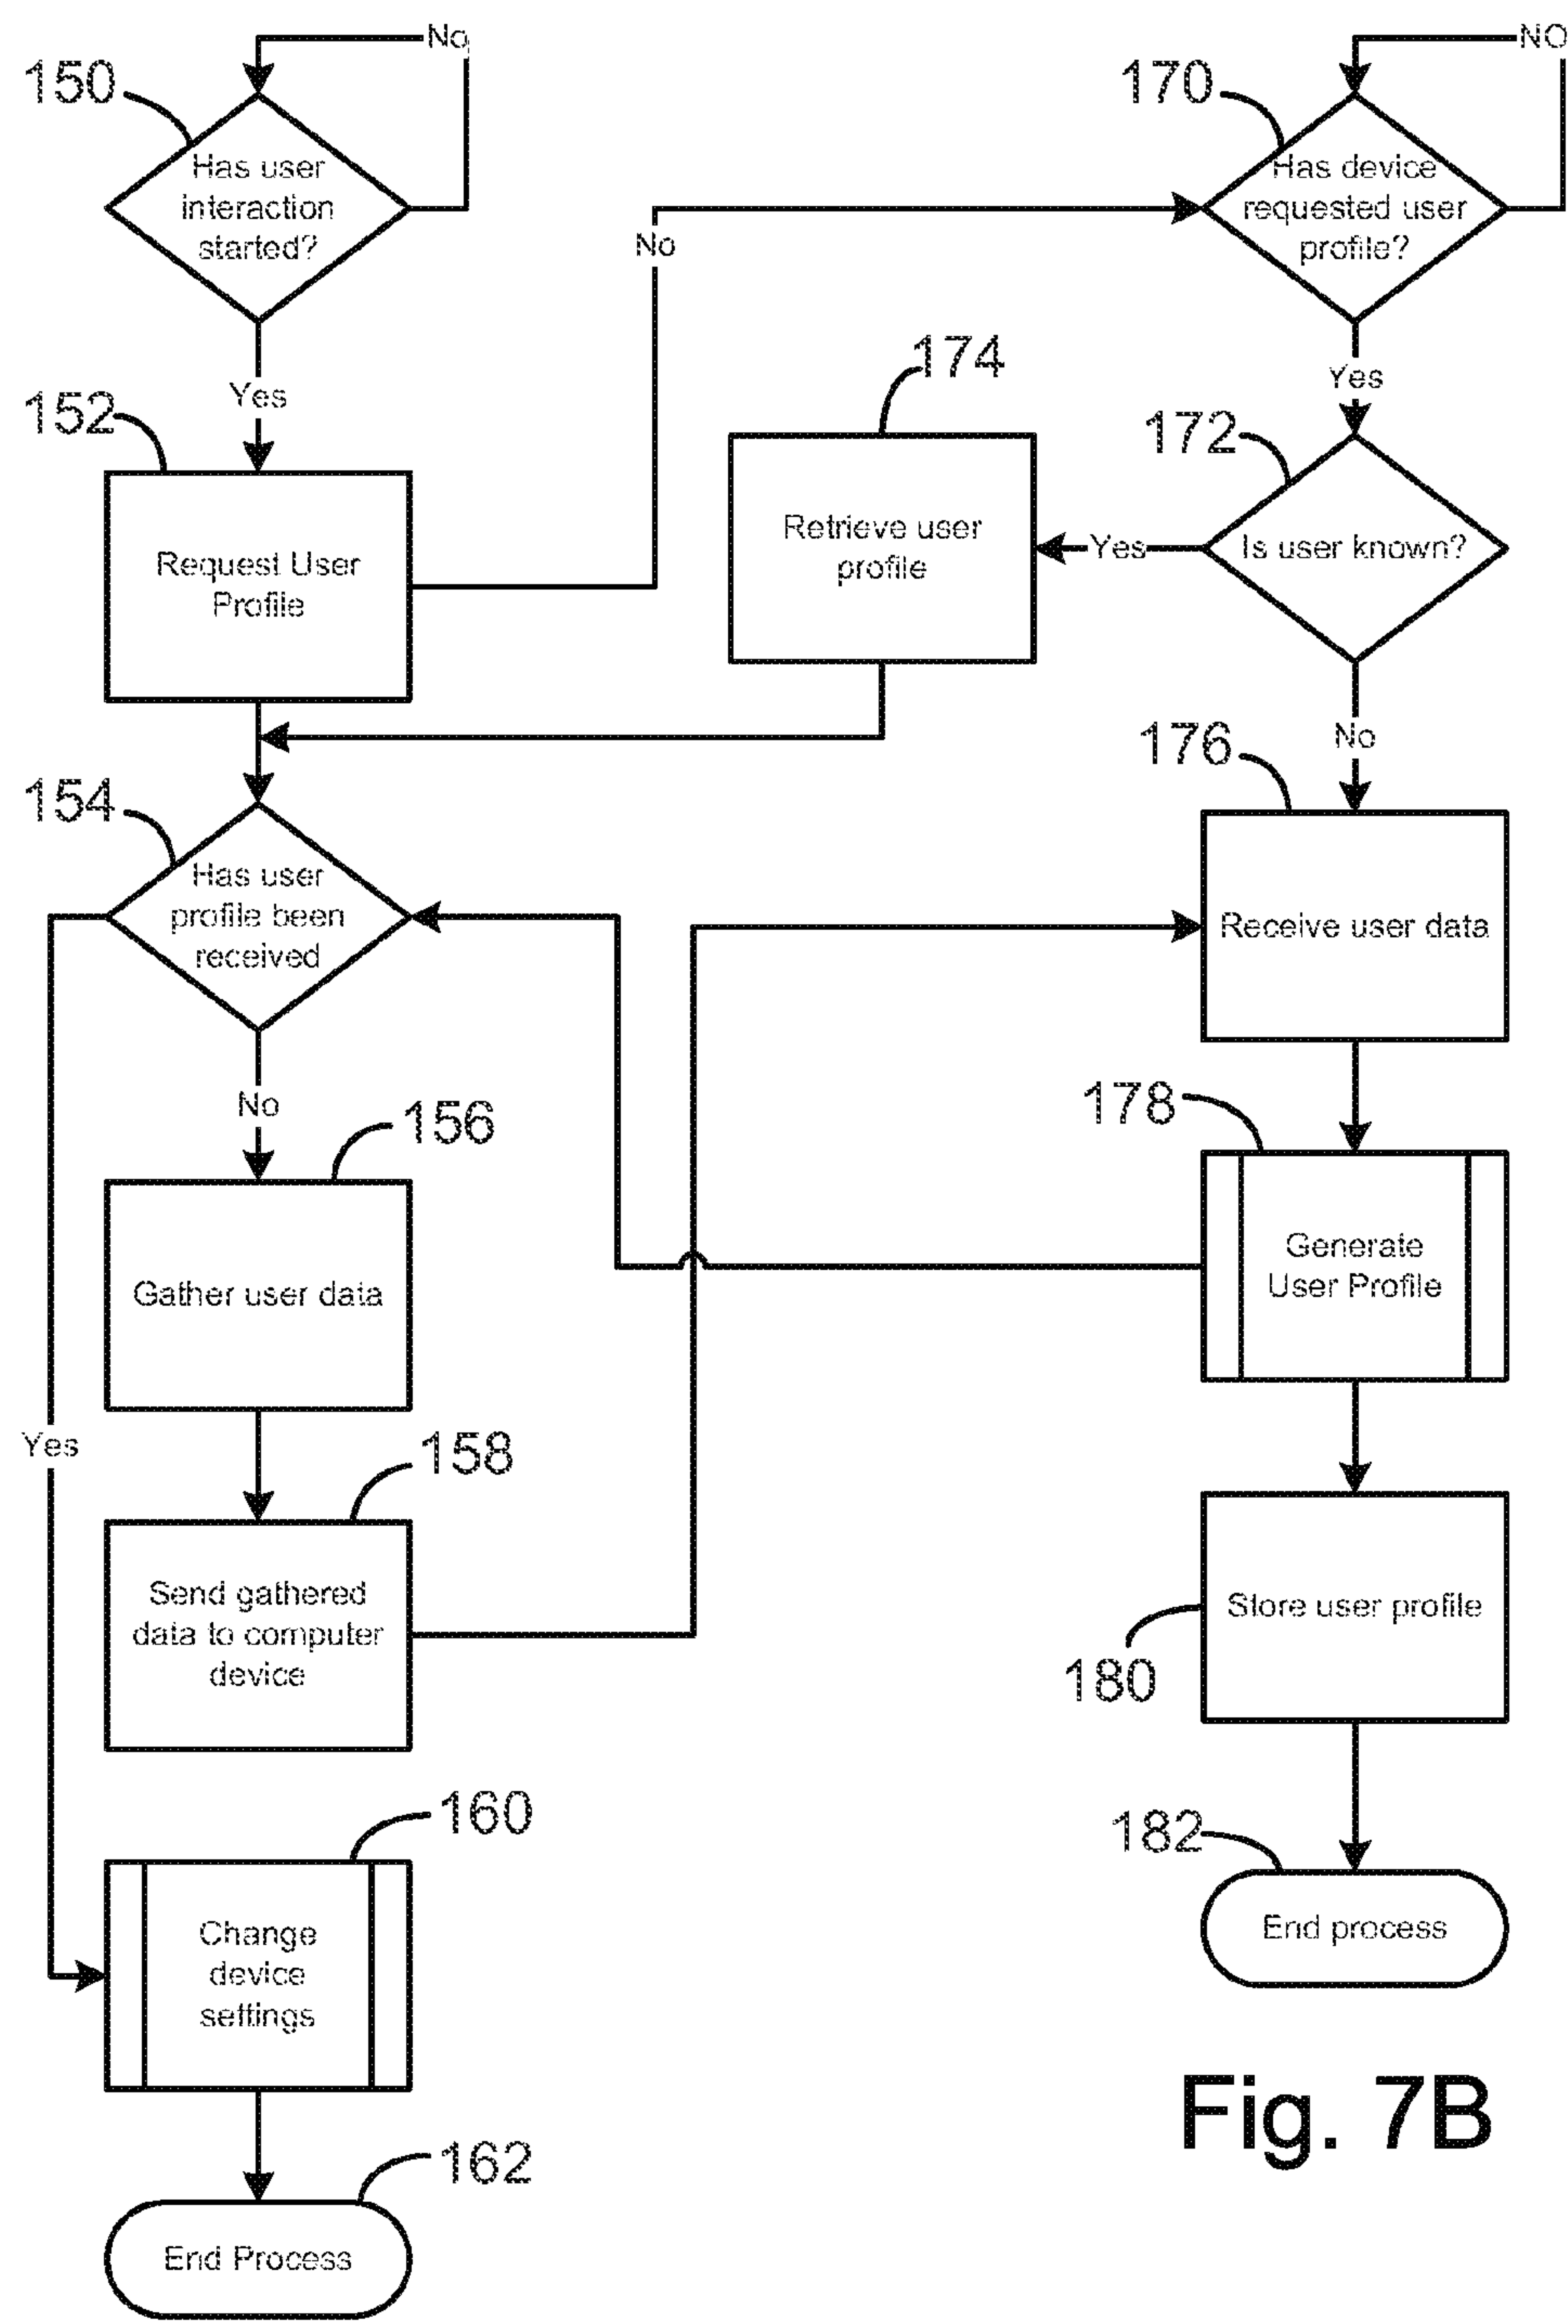 No
150
Has user
interaction
started?
Yes
152
Request User
Profile
No
154
Has user
profile been
received
No
156
Gather user data
Yes
158
Send gathered
data to computer
device
160
Change
device
settings
162
End Process
NO
170
Has device
requested user
profile?
Yes
172
Is user known?
Yes
174
Retrieve user
profile
No
176
Receive user data
178
Generate
User Profile
180
Store user profile
182
End process
Fig. 7B